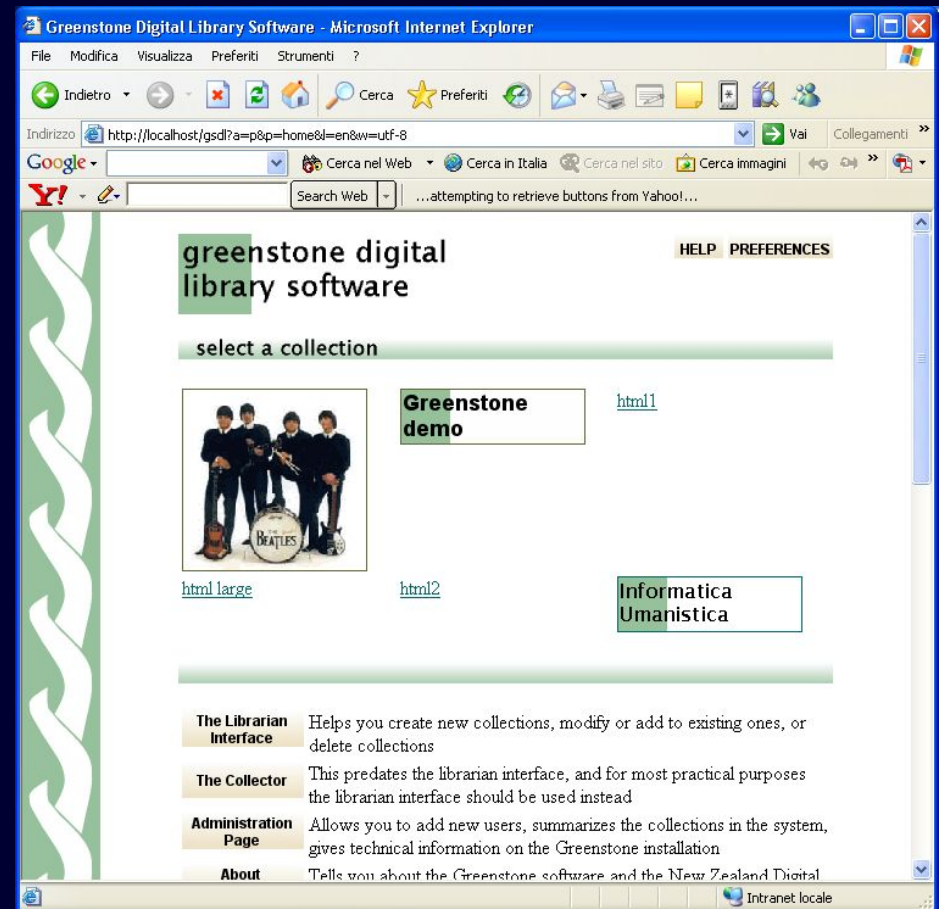 Greenstone Digital Library Software - Microsoft Internet Explorer
File Modifica Visualizza Preferiti Strumenti ?
Indietro Cerca Preferiti
Indirizzo http://localhost/gsdl?a=p&p=home&l=en&w=utf-8 Vai Collegamenti »
Google Cerca nel Web Cerca in Italia Cerca nel sito Cerca immagini »
Y! Search Web ...attempting to retrieve buttons from Yahoo!...
greenstone digital
library software
HELP PREFERENCES
select a collection
THE
BEATLES
Greenstone
demo
html1
html large
html2
Informatica
Umanistica
The Librarian
Interface
Helps you create new collections, modify or add to existing ones, or
delete collections
The Collector
This predates the librarian interface, and for most practical purposes
the librarian interface should be used instead
Administration
Page
Allows you to add new users, summarizes the collections in the system,
gives technical information on the Greenstone installation
About
Tells you about the Greenstone software and the New Zealand Digital
Intranet locale